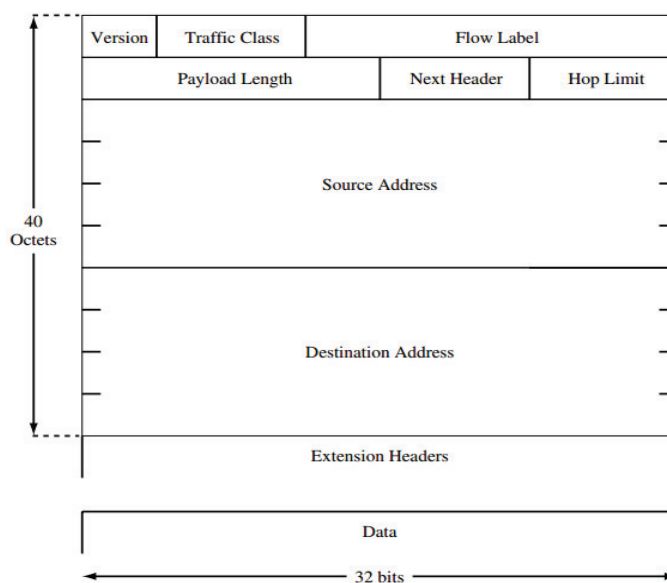 Version Traffic Class Flow Label
Payload Length Next Header Hop Limit
Source Address
40
Octets
Destination Address
Extension Headers
Data
32 bits